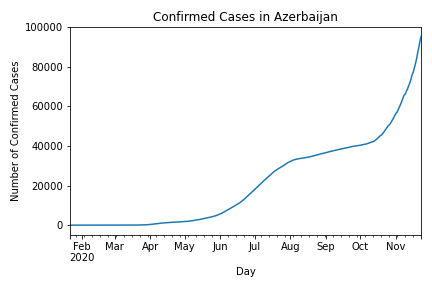 Confirmed Cases in Azerbaijan
Number of Confirmed Cases
100000
80000
60000
40000
20000
0
Feb Mar Apr May Jun Jul Aug Sep Oct Nov
2020
Day